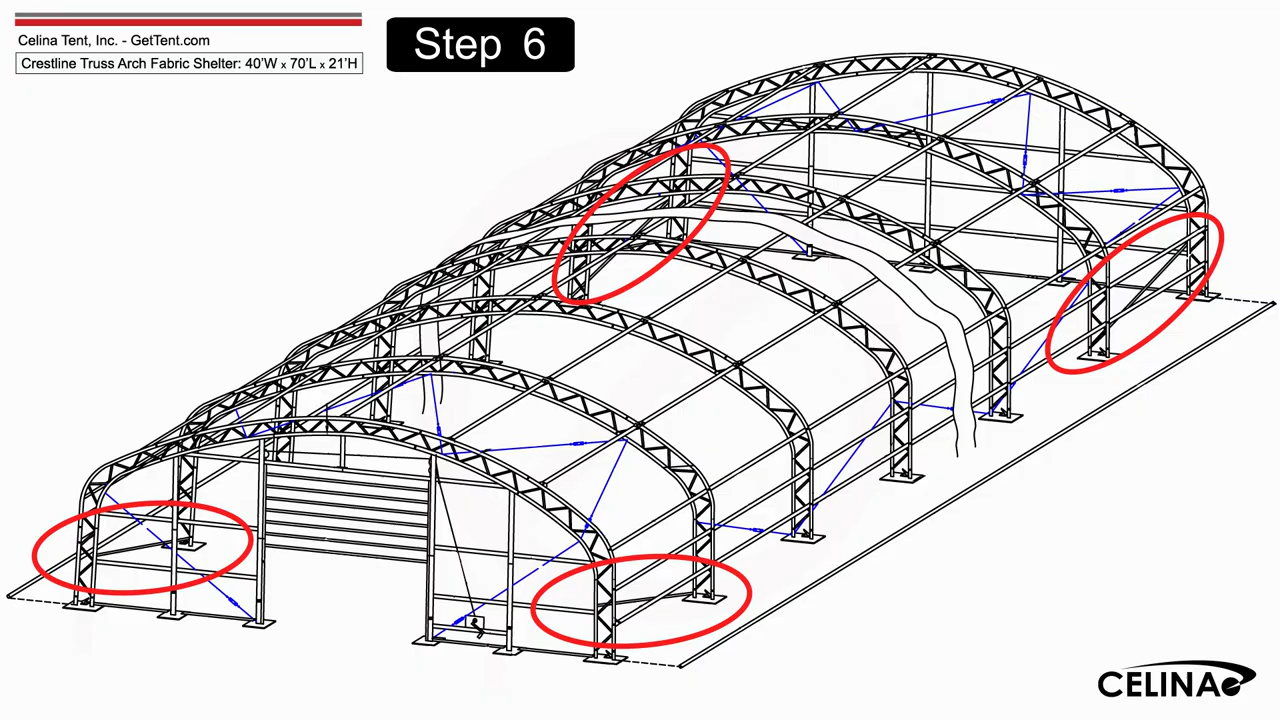 Celina Tent, Inc. - GetTent.com
Crestline Truss Arch Fabric Shelter: 40'W x 70'L x 21'H
Step 6
CELINA